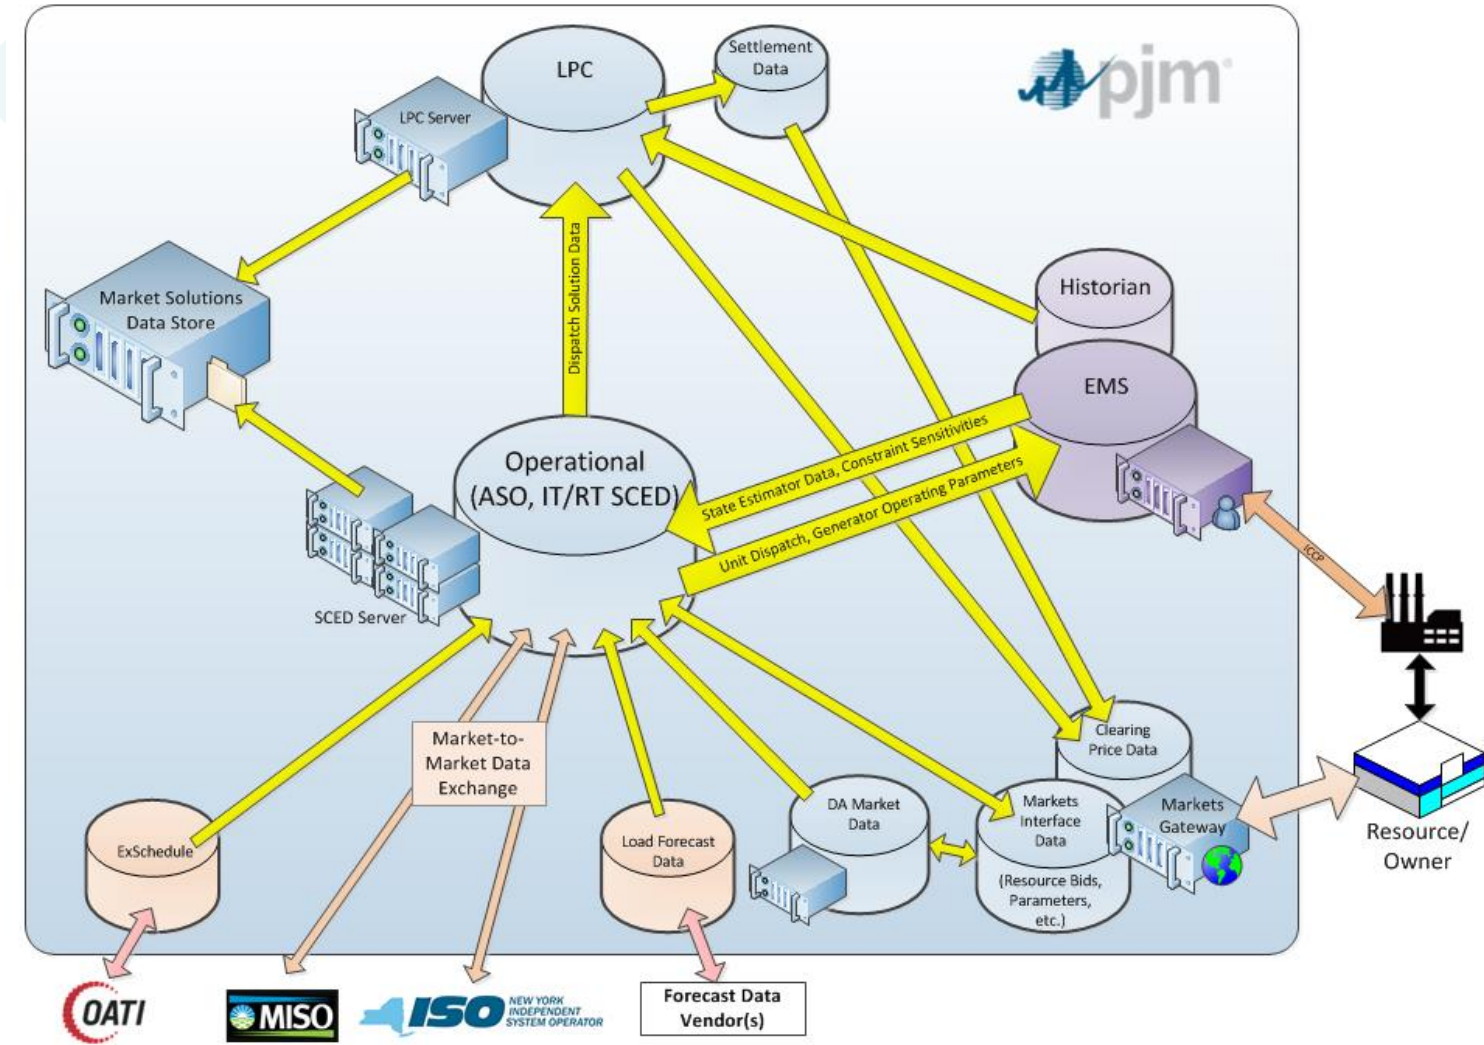 LPC
Settlement
Data
pjm
LPC Server
Market Solutions
Data Store
Dispatch Solution Data
Historian
EMS
Operational
(ASO, IT/RT SCED)
State Estimator Data, Constraint Sensitivities
Unit Dispatch, Generator Operating Parameters
ICCP
SCED Server
Market-to-
Market Data
Exchange
Clearing
Price Data
ExSchedule
Load Forecast
Data
DA Market
Data
Markets
Interface
Data
(Resource Bids,
Parameters,
etc.)
Markets
Gateway
Resource/
Owner
OATI
MISO
ISO
NEW YORK
INDEPENDENT
SYSTEM OPERATOR
Forecast Data
Vendor(s)